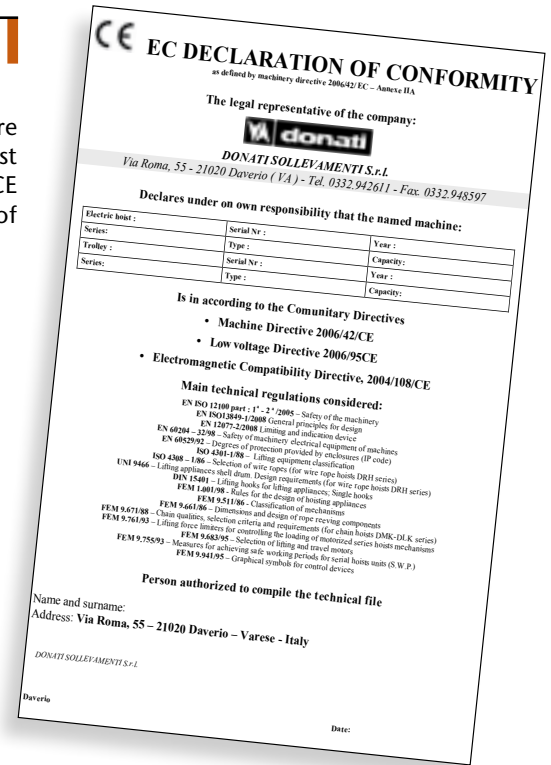 re
st
CE
of
CE EC DECLARATION OF CONFORMITY
as defined by machinery directive 2006/42/EC – Annexe IIA
The legal representative of the company:
donati
DONATI SOLLEVAMENTI S.r.l.
Via Roma, 55 - 21020 Daverio ( VA ) - Tel. 0332.942611 - Fax. 0332.948597
Declares under on own responsibility that the named machine:
Electric hoist :
Series: Serial Nr : Year :
Trolley : Type : Capacity:
Series: Serial Nr : Year :
Type : Capacity:
Is in according to the Comunitary Directives
• Machine Directive 2006/42/CE
• Low voltage Directive 2006/95CE
• Electromagnetic Compatibility Directive, 2004/108/CE
Main technical regulations considered:
EN ISO 12100 part : 1° - 2° /2005 – Safety of the machinery
EN ISO13849-1/2008 General principles for design
EN 12077-2/2008 Limiting and indication device
EN 60204 – 32/98 – Safety of machinery electrical equipment of machines
EN 60529/92 – Degrees of protection provided by enclosures (IP code)
ISO 4301-1/88 – Lifting equipment classification
ISO 4308 – 1/86 – Selection of wire ropes (for wire rope hoists DRH series)
UNI 9466 – Lifting appliances shell drum. Design requirements (for wire rope hoists DRH series)
DIN 15401 – Lifting hooks for lifting appliances; Single hooks
FEM 1.001/98 - Rules for the design of hoisting appliances
FEM 9.511/86 - Classification of mechanisms
FEM 9.661/86 – Dimensions and design of rope reeving components
FEM 9.671/88 – Chain qualities, selection criteria and requirements (for chain hoists DMK-DLK series)
FEM 9.761/93 – Lifting force limiters for controlling the loading of motorized series hoists mechanisms
FEM 9.683/95 – Selection of lifting and travel motors
FEM 9.755/93 – Measures for achieving safe working periods for serial hoists units (S.W.P.)
FEM 9.941/95 – Graphical symbols for control devices
Person authorized to compile the technical file
Name and surname:
Address: Via Roma, 55 – 21020 Daverio – Varese - Italy
DONATI SOLLEVAMENTI S.r.l.
Daverio
Date: